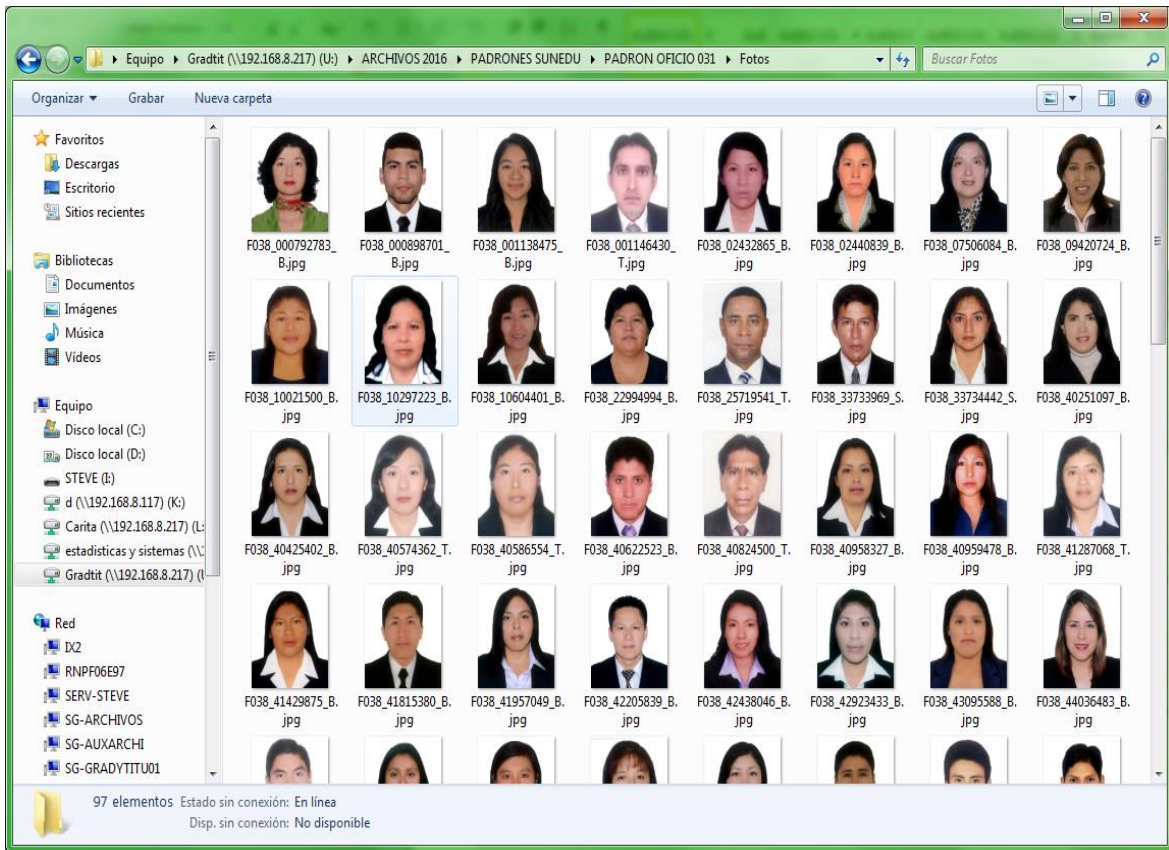 Equipo ▸ Gradtit (\\192.168.8.217) (U:) ▸ ARCHIVOS 2016 ▸ PADRONES SUNEDU ▸ PADRON OFICIO 031 ▸ Fotos
Buscar Fotos
Organizar Grabar Nueva carpeta
Favoritos
Descargas
Escritorio
Sitios recientes
Bibliotecas
Documentos
Imágenes
Música
Vídeos
Equipo
Disco local (C:)
Disco local (D:)
STEVE (I:)
d (\\192.168.8.117) (K:)
Carita (\\192.168.8.217) (L:
estadisticas y sistemas (\\1
Gradtit (\\192.168.8.217) (U
Red
IX2
RNPF06E97
SERV-STEVE
SG-ARCHIVOS
SG-AUXARCHI
SG-GRADYTITU01
F038_000792783_ F038_000898701_ F038_001138475_ F038_001146430_ F038_02432865_B. F038_02440839_B. F038_07506084_B. F038_09420724_B.
B.jpg B.jpg B.jpg T.jpg jpg jpg jpg jpg
F038_10021500_B. F038_10297223_B. F038_10604401_B. F038_22994994_B. F038_25719541_T. F038_33733969_S. F038_33734442_S. F038_40251097_B.
jpg jpg jpg jpg jpg jpg jpg jpg
F038_40425402_B. F038_40574362_T. F038_40586554_T. F038_40622523_B. F038_40824500_T. F038_40958327_B. F038_40959478_B. F038_41287068_T.
jpg jpg jpg jpg jpg jpg jpg jpg
F038_41429875_B. F038_41815380_B. F038_41957049_B. F038_42205839_B. F038_42438046_B. F038_42923433_B. F038_43095588_B. F038_44036483_B.
jpg jpg jpg jpg jpg jpg jpg jpg
97 elementos Estado sin conexión: En línea
Disp. sin conexión: No disponible